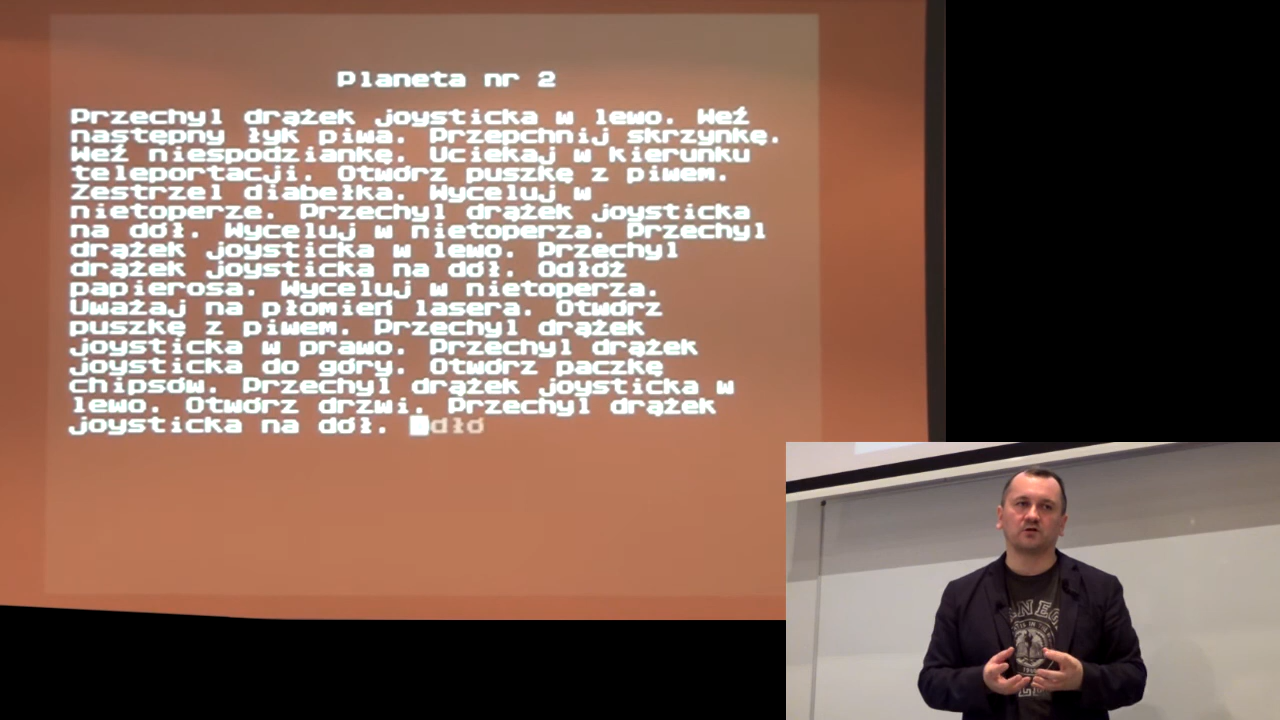 Planeta nr 2
Przechyl drążek joysticka w lewo. Weź
następny łyk piwa. Przepchnij skrzynkę.
Weź niespodziankę. Uciekaj w kierunku
teleportacji. Otwórz puszkę z piwem.
Zestrzel diabełka. Wyceluj w
nietoperze. Przechyl drążek joysticka
na dół. Wyceluj w nietoperza. Przechyl
drążek joysticka w lewo. Przechyl
drążek joysticka na dół. Odłóż
papierosa. Wyceluj w nietoperza.
Uważaj na płomień lasera. Otwórz
puszkę z piwem. Przechyl drążek
joysticka w prawo. Przechyl drążek
joysticka do góry. Otwórz paczkę
chipsów. Przechyl drążek joysticka w
lewo. Otwórz drzwi. Przechyl drążek
joysticka na dół. dłó